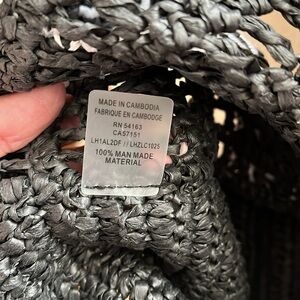 MADE IN CAMBODIA
FABRIQUE EN CAMBODGE
RN 54163
CA57151
LH1AL2DF // LHZLC1025
100% MAN MADE
MATERIAL